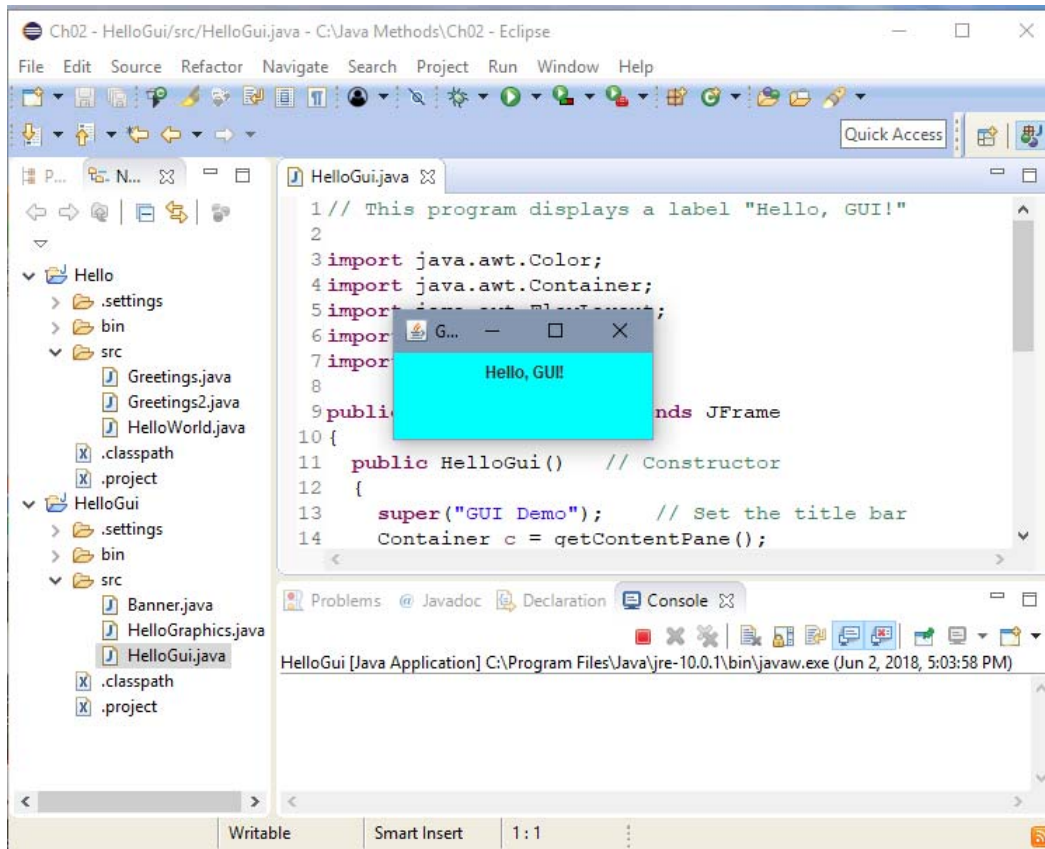 Ch02 - HelloGui/src/HelloGui.java - C:\Java Methods\Ch02 - Eclipse
File Edit Source Refactor Navigate Search Project Run Window Help
Quick Access
P... N...
Hello
.settings
bin
src
Greetings.java
Greetings2.java
HelloWorld.java
.classpath
.project
HelloGui
.settings
bin
src
Banner.java
HelloGraphics.java
HelloGui.java
.classpath
.project
HelloGui.java
1 // This program displays a label "Hello, GUI!"
2
3 import java.awt.Color;
4 import java.awt.Container;
5 import java.awt.FlowLayout;
6 impor
7 impor
8
9 publi nds JFrame
10 {
11 public HelloGui() // Constructor
12 {
13 super("GUI Demo"); // Set the title bar
14 Container c = getContentPane();
G...
Hello, GUI!
Problems @ Javadoc Declaration Console
HelloGui [Java Application] C:\Program Files\Java\jre-10.0.1\bin\javaw.exe (Jun 2, 2018, 5:03:58 PM)
Writable Smart Insert 1 : 1